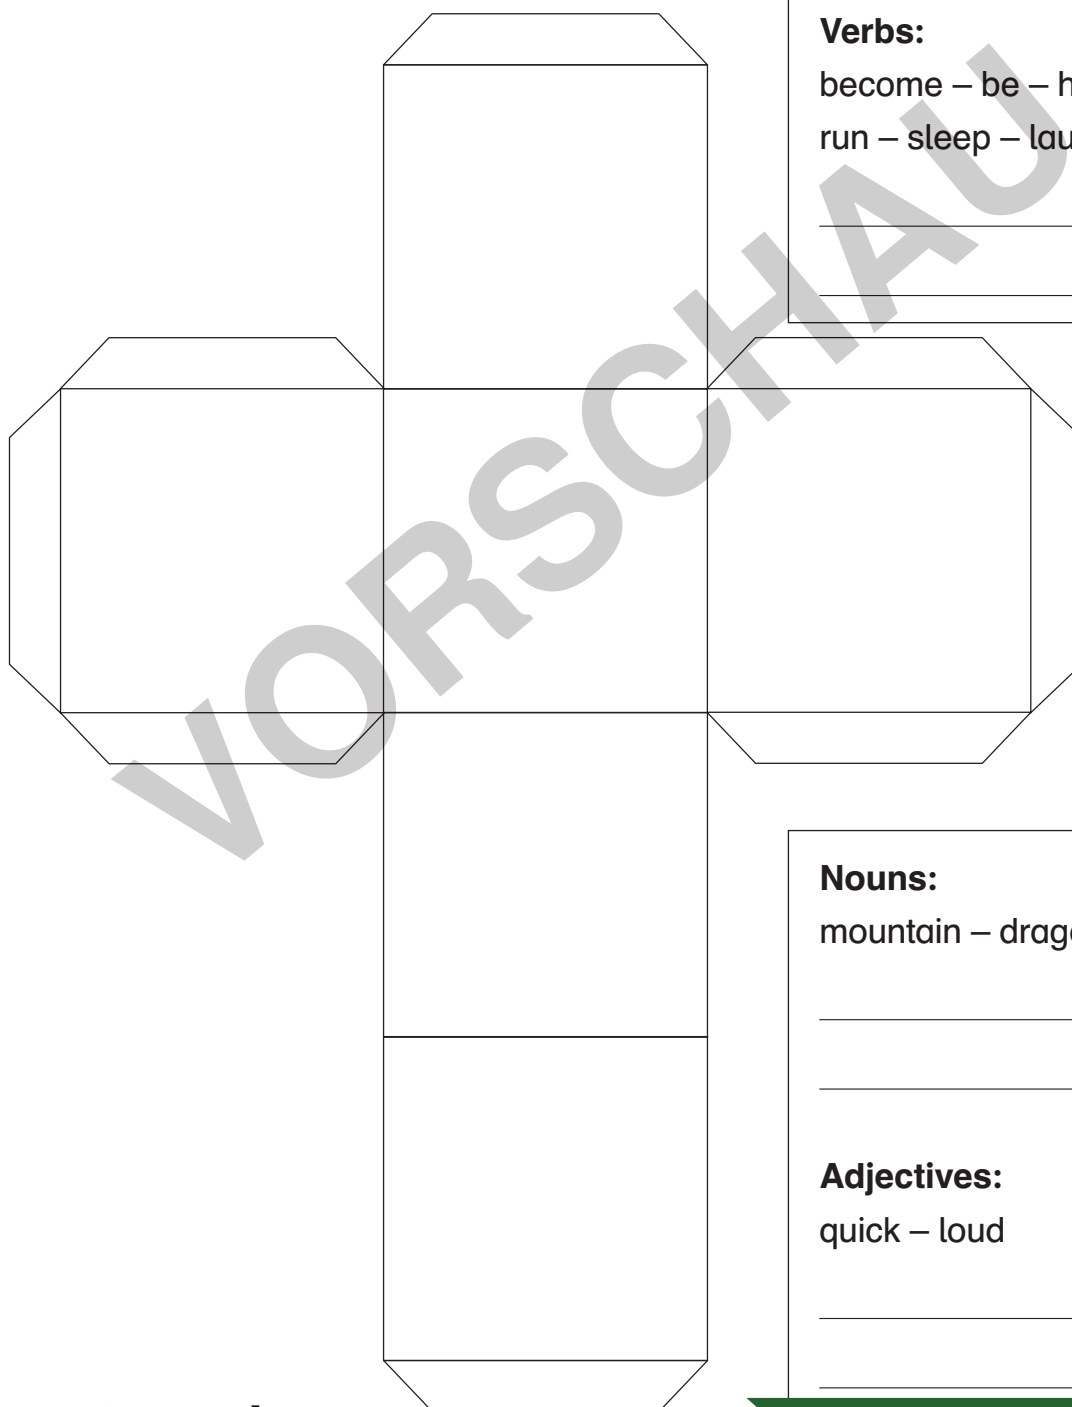 Verbs:
become – be –
run – sleep –
VORSCHAU
Nouns:
mountain –
Adjectives:
quick – loud